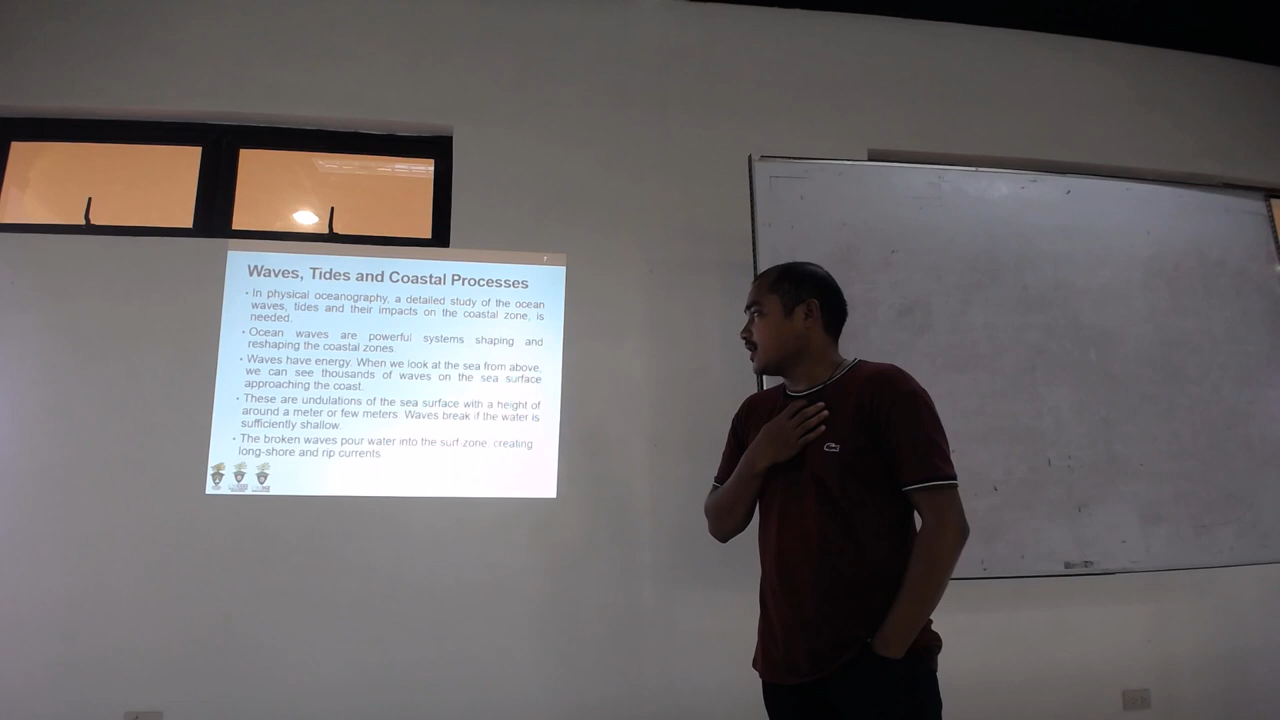 7
Waves, Tides and Coastal Processes
• In physical oceanography, a detailed study of the ocean
waves, tides and their impacts on the coastal zone, is
needed.
• Ocean waves are powerful systems shaping and
reshaping the coastal zones.
• Waves have energy. When we look at the sea from above,
we can see thousands of waves on the sea surface
approaching the coast.
• These are undulations of the sea surface with a height of
around a meter or few meters. Waves break if the water is
sufficiently shallow.
• The broken waves pour water into the surf zone, creating
long-shore and rip currents